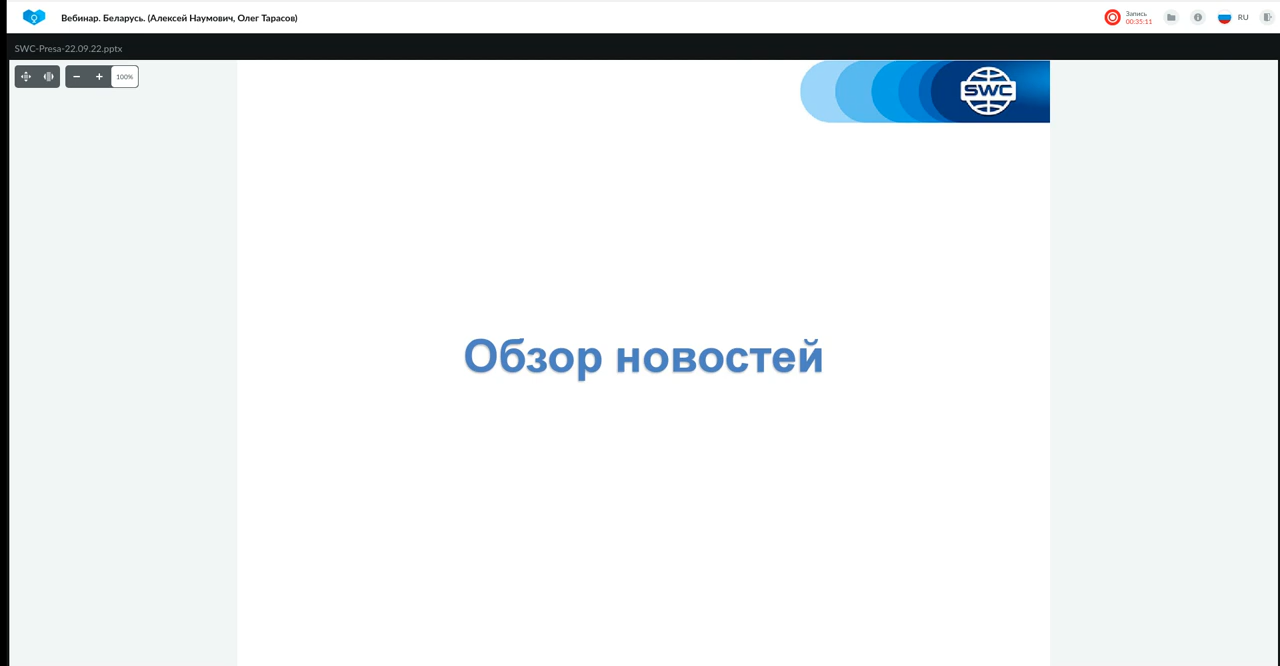 Вебинар. Беларусь. (Алексей Наумович, Олег Тарасов)
Запись
00:35:11
RU
SWC-Presa-22.09.22.pptx
100%
SWC
Обзор новостей